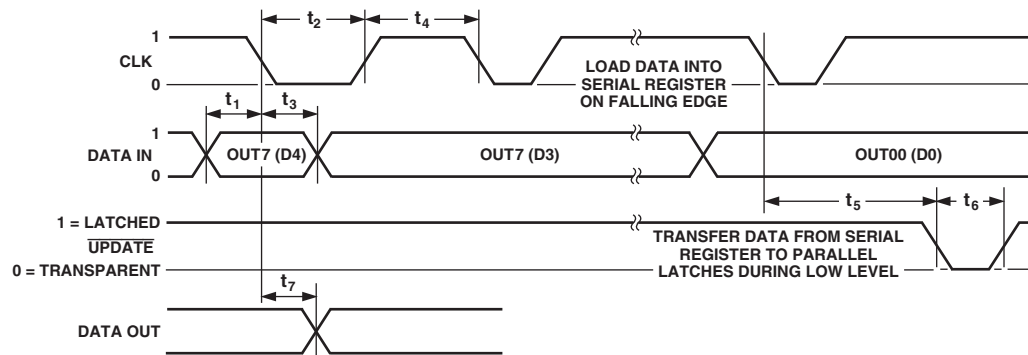 t2
t4
1
CLK
0
LOAD DATA INTO
SERIAL REGISTER
ON FALLING EDGE
t1
t3
1
DATA IN
0
OUT7 (D4)
OUT7 (D3)
OUT00 (D0)
t5
t6
1 = LATCHED
UPDATE
0 = TRANSPARENT
TRANSFER DATA FROM SERIAL
REGISTER TO PARALLEL
LATCHES DURING LOW LEVEL
t7
DATA OUT